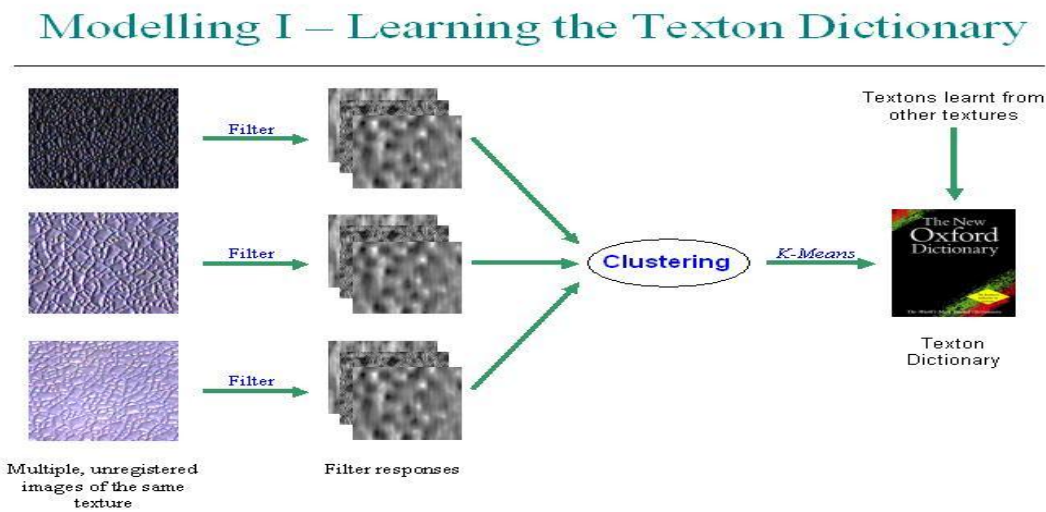 Modelling I – Learning the Texton Dictionary
Textons learnt from
other textures
Filter
Filter
Filter
Clustering
K-Means
The New
Oxford
Dictionary
Texton
Dictionary
Multiple, unregistered
images of the same
texture
Filter responses